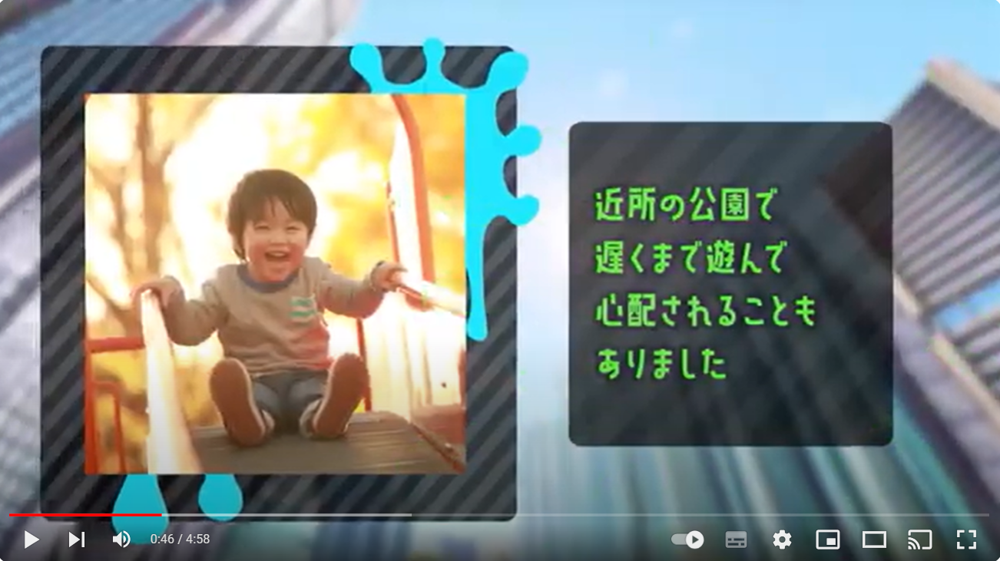 近所の公園で
遅くまで遊んで
心配されることも
ありました
0:46 / 4:58